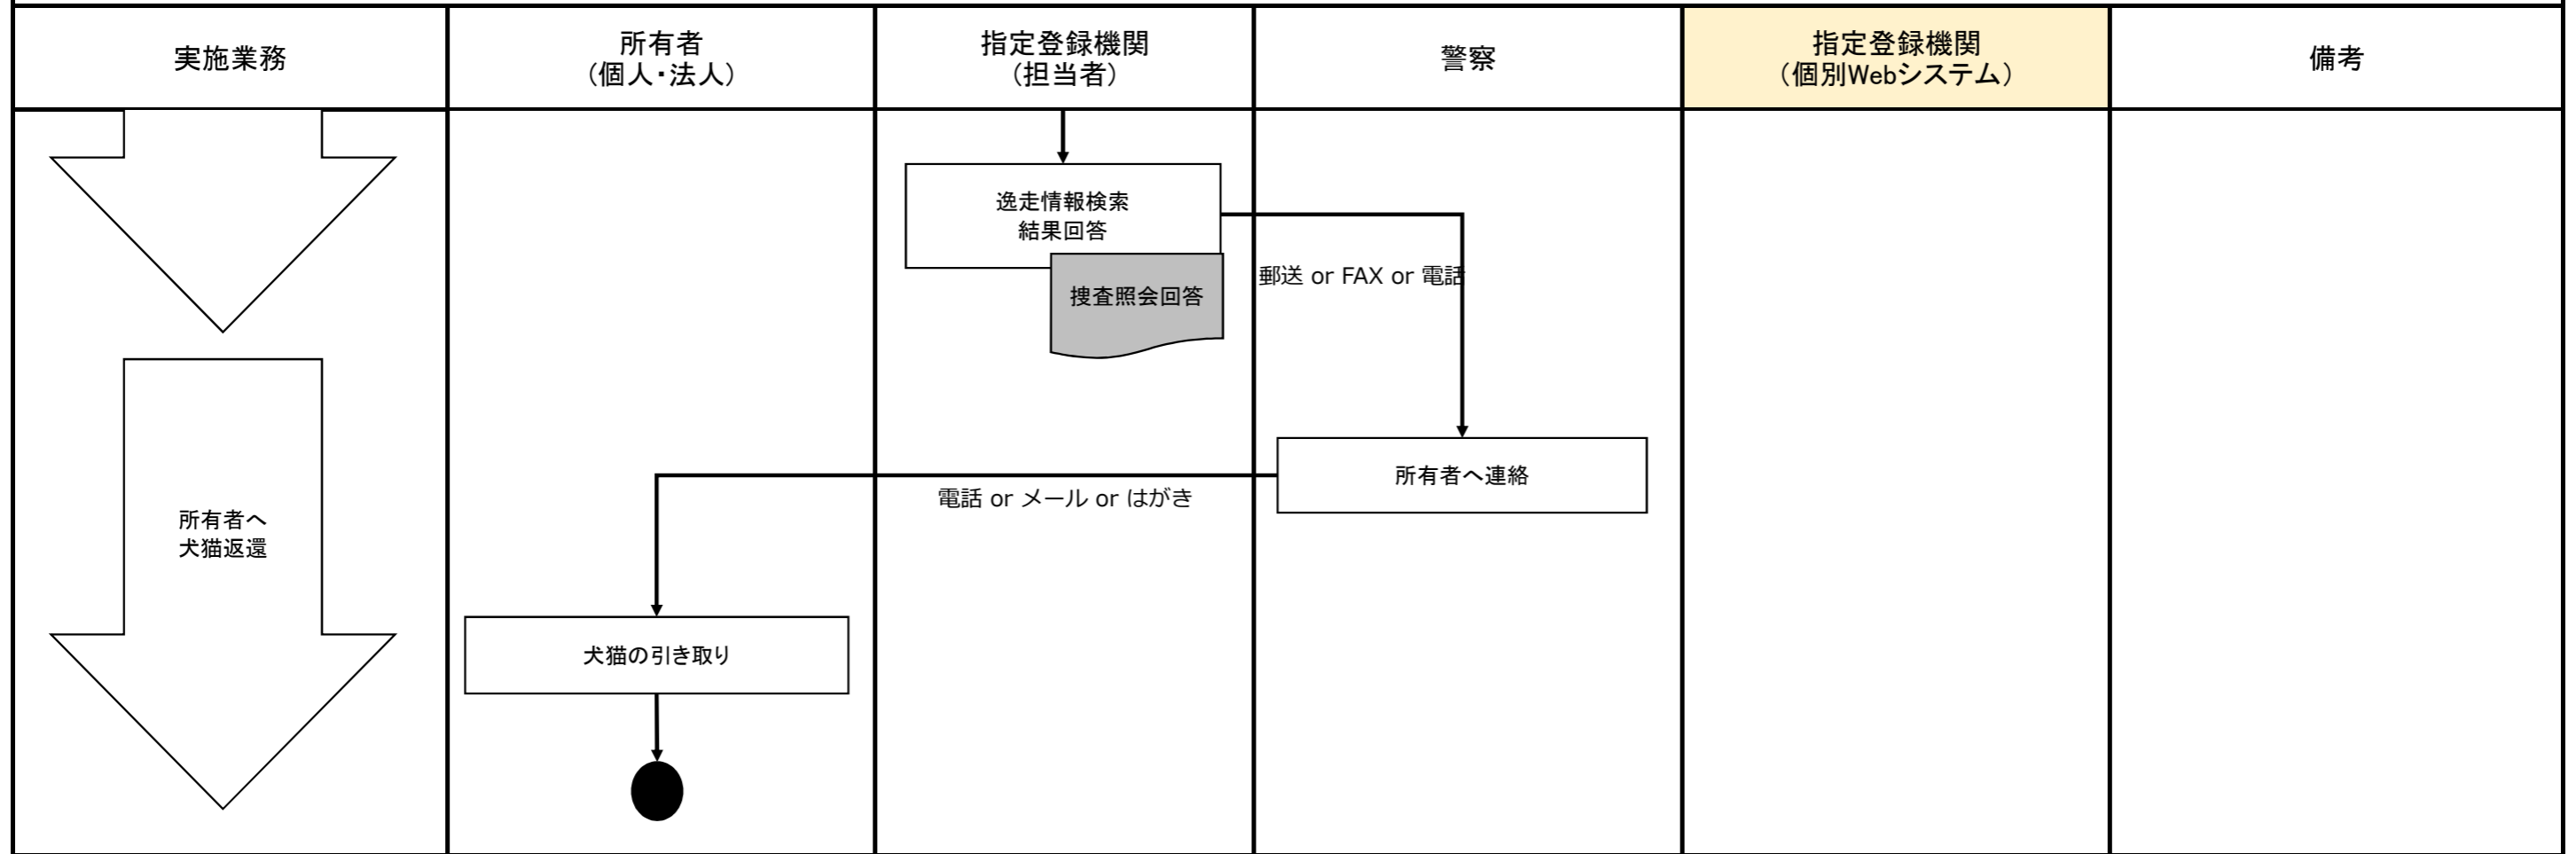 実施業務
所有者
（個人・法人）
指定登録機関
（担当者）
警察
指定登録機関
（個別Webシステム）
備考
逸走情報検索
結果回答
捜査照会回答
郵送 or FAX or 電話
所有者へ連絡
電話 or メール or はがき
所有者へ
犬猫返還
犬猫の引き取り